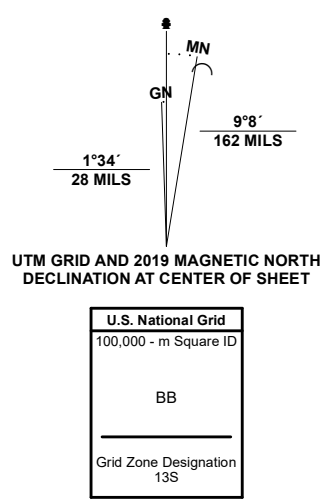 MN
GN
9°8´
162 MILS
1°34´
28 MILS
UTM GRID AND 2019 MAGNETIC NORTH
DECLINATION AT CENTER OF SHEET
U.S. National Grid
100,000 - m Square ID
BB
Grid Zone Designation
13S